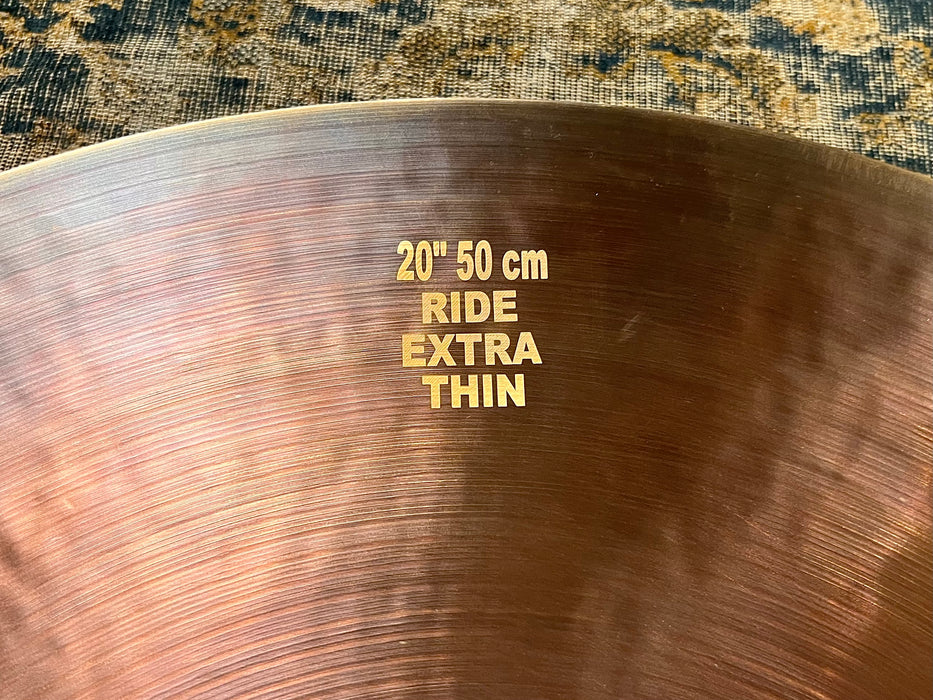 20" 50 cm
RIDE
EXTRA
THIN